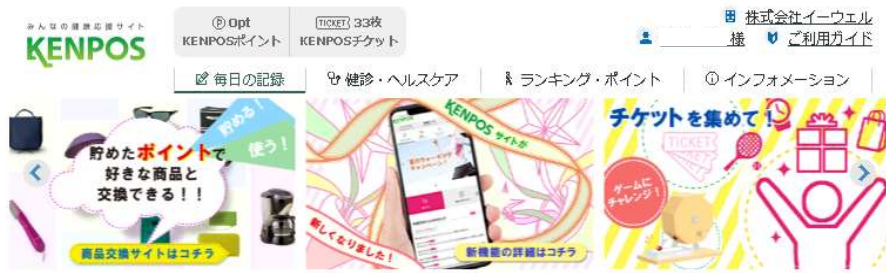 みんなの健康応援サイト
KENPOS
Ⓟ 0pt
KENPOSポイント
TICKET 33枚
KENPOSチケット
株式会社イーウェル
様
ご利用ガイド
毎日の記録
健診・ヘルスケア
ランキング・ポイント
インフォメーション
貯める!
使う!
貯めたポイントで
好きな商品と
交換できる!!
商品交換サイトはコチラ
KENPOSサイトが
新しくなりました!
新機能の詳細はコチラ
チケットを集めて!
TICKET
ゲームに
チャレンジ!